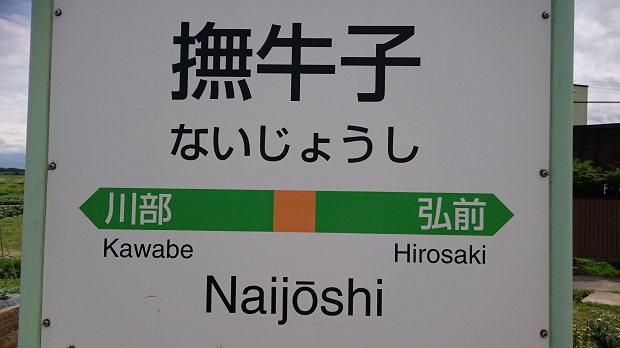 撫牛子
ないじょうし
川部 弘前
Kawabe Hirosaki
Naijōshi